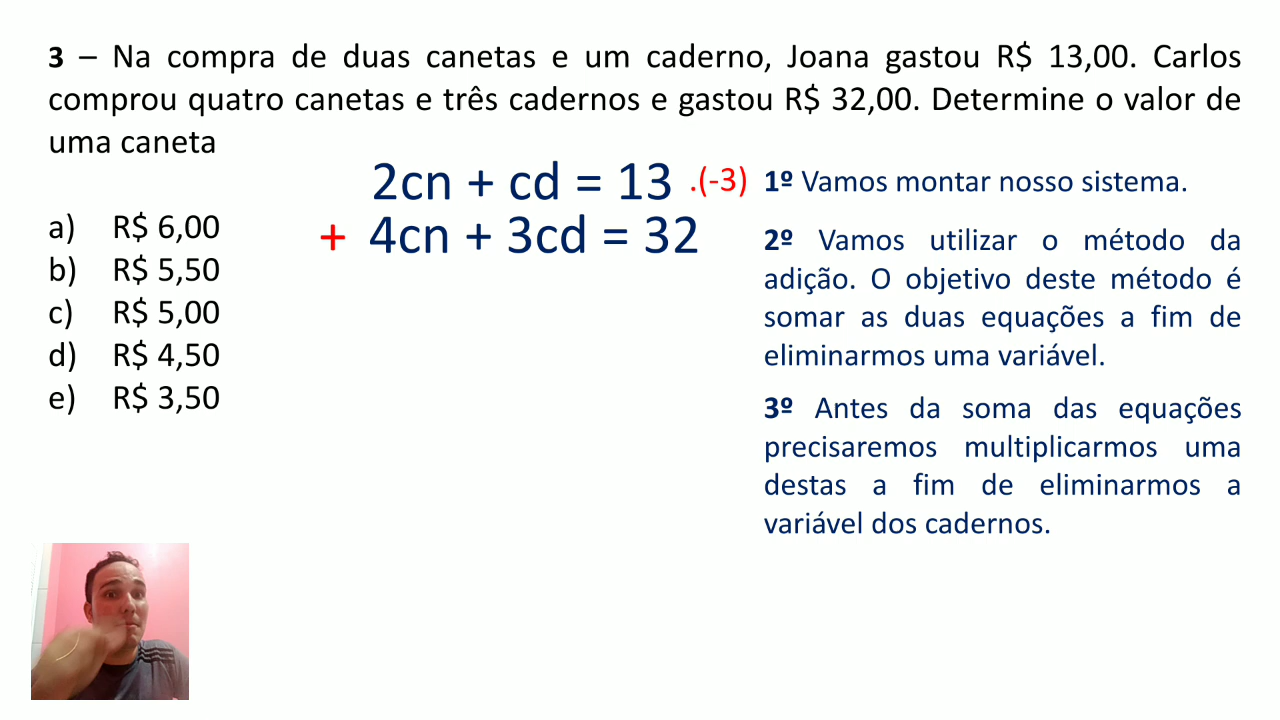 3 – Na compra de duas canetas e um caderno, Joana gastou R$ 13,00. Carlos
comprou quatro canetas e três cadernos e gastou R$ 32,00. Determine o valor de
uma caneta
a) R$ 6,00
b) R$ 5,50
c) R$ 5,00
d) R$ 4,50
e) R$ 3,50
2cn + cd = 13 .(-3)
+ 4cn + 3cd = 32
1º Vamos montar nosso sistema.
2º Vamos utilizar o método da
adição. O objetivo deste método é
somar as duas equações a fim de
eliminarmos uma variável.
3º Antes da soma das equações
precisaremos multiplicarmos uma
destas a fim de eliminarmos a
variável dos cadernos.